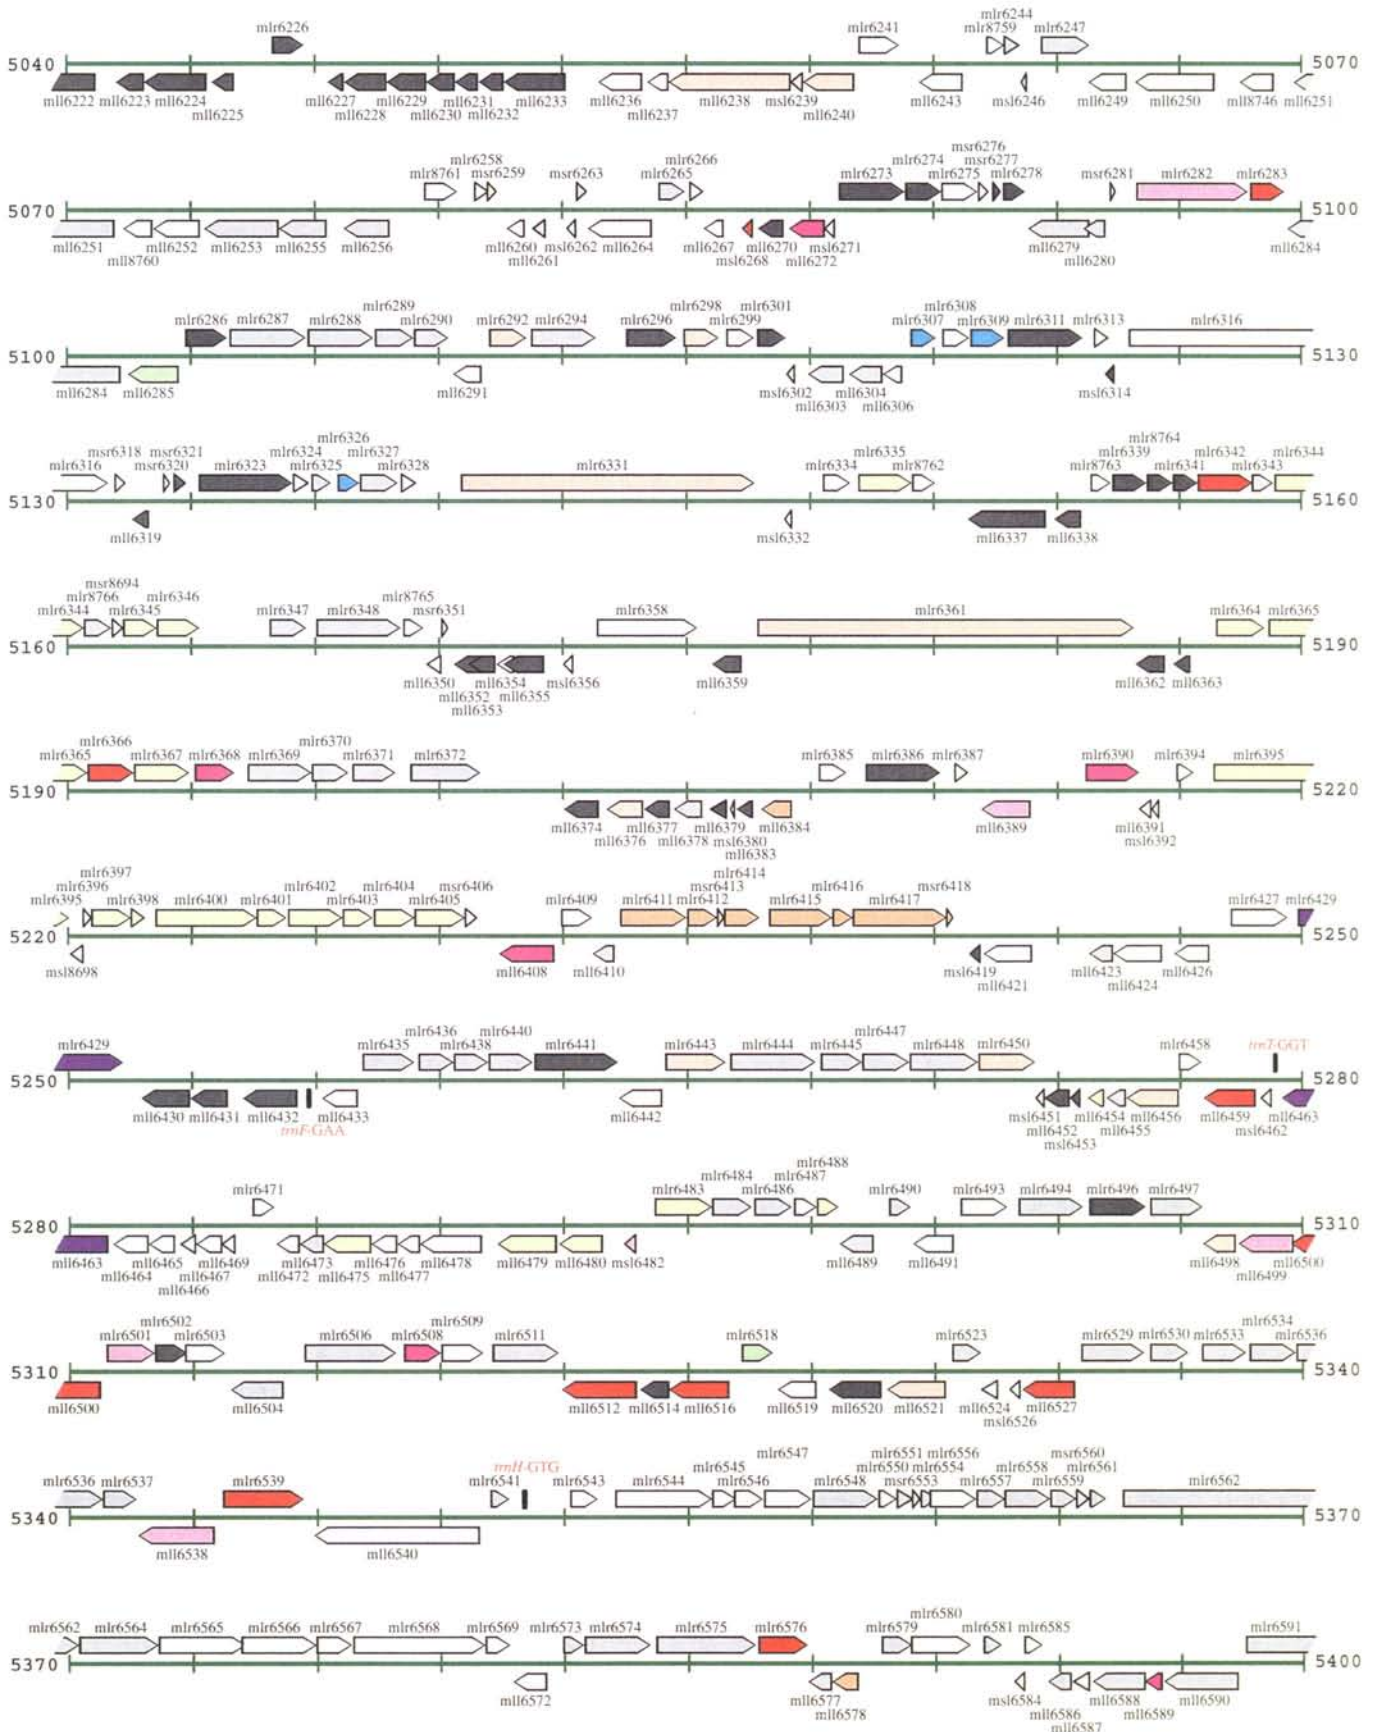 mlr6244
mlr6226 mlr6241 mlr8759 mlr6247
5040 5070
mll6222 mll6223 mll6224 mll6227 mll6229 mll6231 mll6233 mll6236 mll6238 msl6239 mll6243 msl6246 mll6249 mll6250 mll8746 mll6251
mll6225 mll6228 mll6230 mll6232 mll6237 mll6240
msr6276
mlr6258 mlr6266 mlr6274 msr6277
mlr8761 msr6259 msr6263 mlr6265 mlr6273 mlr6275 mlr6278 msr6281 mlr6282 mlr6283
5070 5100
mll6251 mll6252 mll6253 mll6255 mll6256 mll6260 msl6262 mll6264 mll6267 mll6270 msl6271 mll6279 mll6284
mll8760 mll6261 msl6268 mll6272 mll6280
mlr6289 mlr6298 mlr6308
mlr6286 mlr6287 mlr6288 mlr6290 mlr6292 mlr6294 mlr6296 mlr6299 mlr6301 mlr6307 mlr6309 mlr6311 mlr6313 mlr6316
5100 5130
mll6284 mll6285 mll6291 msl6302 mll6304 msl6314
mll6303 mll6306
mlr6326
msr6318 msr6321 mlr6324 mlr6327 mlr6335 mlr8764 mlr6342 mlr6344
mlr6316 msr6320 mlr6323 mlr6325 mlr6328 mlr6331 mlr6334 mlr8762 mlr8763 mlr6339 mlr6341 mlr6343
5130 5160
mll6319 msl6332 mll6337 mll6338
msr8694
mlr8766 mlr6346 mlr8765
mlr6344 mlr6345 mlr6347 mlr6348 msr6351 mlr6358 mlr6361 mlr6364 mlr6365
5160 5190
mll6350 mll6354 msl6356 mll6359 mll6362 mll6363
mll6352 mll6355
mll6353
mlr6366 mlr6370
mlr6365 mlr6367 mlr6368 mlr6369 mlr6371 mlr6372 mlr6385 mlr6386 mlr6387 mlr6390 mlr6394 mlr6395
5190 5220
mll6374 mll6377 mll6379 mll6384 mll6389 mll6391
mll6376 mll6378 msl6380 msl6392
mll6383
mlr6397
mlr6396 mlr6402 mlr6404 msr6406 mlr6414
mlr6395 mlr6398 mlr6400 mlr6401 mlr6403 mlr6405 mlr6409 mlr6411 mlr6412 msr6413 mlr6415 mlr6416 mlr6417 msr6418 mlr6427 mlr6429
5220 5250
msl8698 mll6408 mll6410 msl6419 mll6423 mll6426
mll6421 mll6424
mlr6436 mlr6440 mlr6447
mlr6429 mlr6435 mlr6438 mlr6441 mlr6443 mlr6444 mlr6445 mlr6448 mlr6450 mlr6458 trnT-GGT
5250 5280
mll6430 mll6431 mll6432 mll6433 mll6442 msl6451 mll6454 mll6456 mll6459 mll6463
trnF-GAA mll6452 mll6455 msl6462
msl6453
mlr6488
mlr6484 mlr6487
mlr6471 mlr6483 mlr6486 mlr6490 mlr6493 mlr6494 mlr6496 mlr6497
5280 5310
mll6463 mll6465 mll6469 mll6473 mll6476 mll6478 mll6479 mll6480 msl6482 mll6489 mll6491 mll6498 mll6500
mll6464 mll6467 mll6472 mll6475 mll6477 mll6499
mll6466
mlr6502 mlr6509 mlr6534
mlr6501 mlr6503 mlr6506 mlr6508 mlr6511 mlr6518 mlr6523 mlr6529 mlr6530 mlr6533 mlr6536
5310 5340
mll6500 mll6504 mll6512 mll6514 mll6516 mll6519 mll6520 mll6521 mll6524 mll6527
msl6526
mlr6547 mlr6551 mlr6556 msr6560
trnH-GTG mlr6545 mlr6550 mlr6554 mlr6558 mlr6561
mlr6536 mlr6537 mlr6539 mlr6541 mlr6543 mlr6544 mlr6546 mlr6548 msr6553 mlr6557 mlr6559 mlr6562
5340 5370
mll6538 mll6540
mlr6580
mlr6562 mlr6564 mlr6565 mlr6566 mlr6567 mlr6568 mlr6569 mlr6573 mlr6574 mlr6575 mlr6576 mlr6579 mlr6581 mlr6585 mlr6591
5370 5400
mll6572 mll6577 msl6584 mll6588 mll6590
mll6578 mll6586 mll6589
mll6587